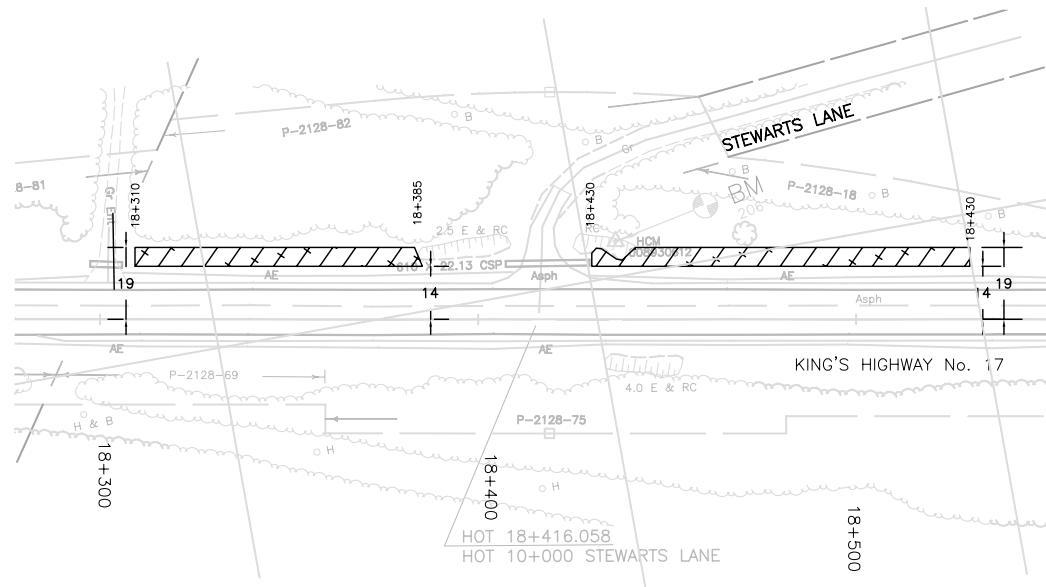 P-2128-82
B
B
STEWARTS LANE
Gr
B
BM
206
P-2128-18
B
B
8-81
Gr Ent
18+310
18+385
18+430
18+430
2.5 E & RC
RC
HCM
00893U612
610 X 22.13 CSP
AE
Asph
AE
19
14
14
19
Asph
AE
AE
KING'S HIGHWAY No. 17
P-2128-69
4.0 E & RC
H & B
P-2128-75
H
H
18+300
18+400
18+500
HOT 18+416.058
HOT 10+000 STEWARTS LANE